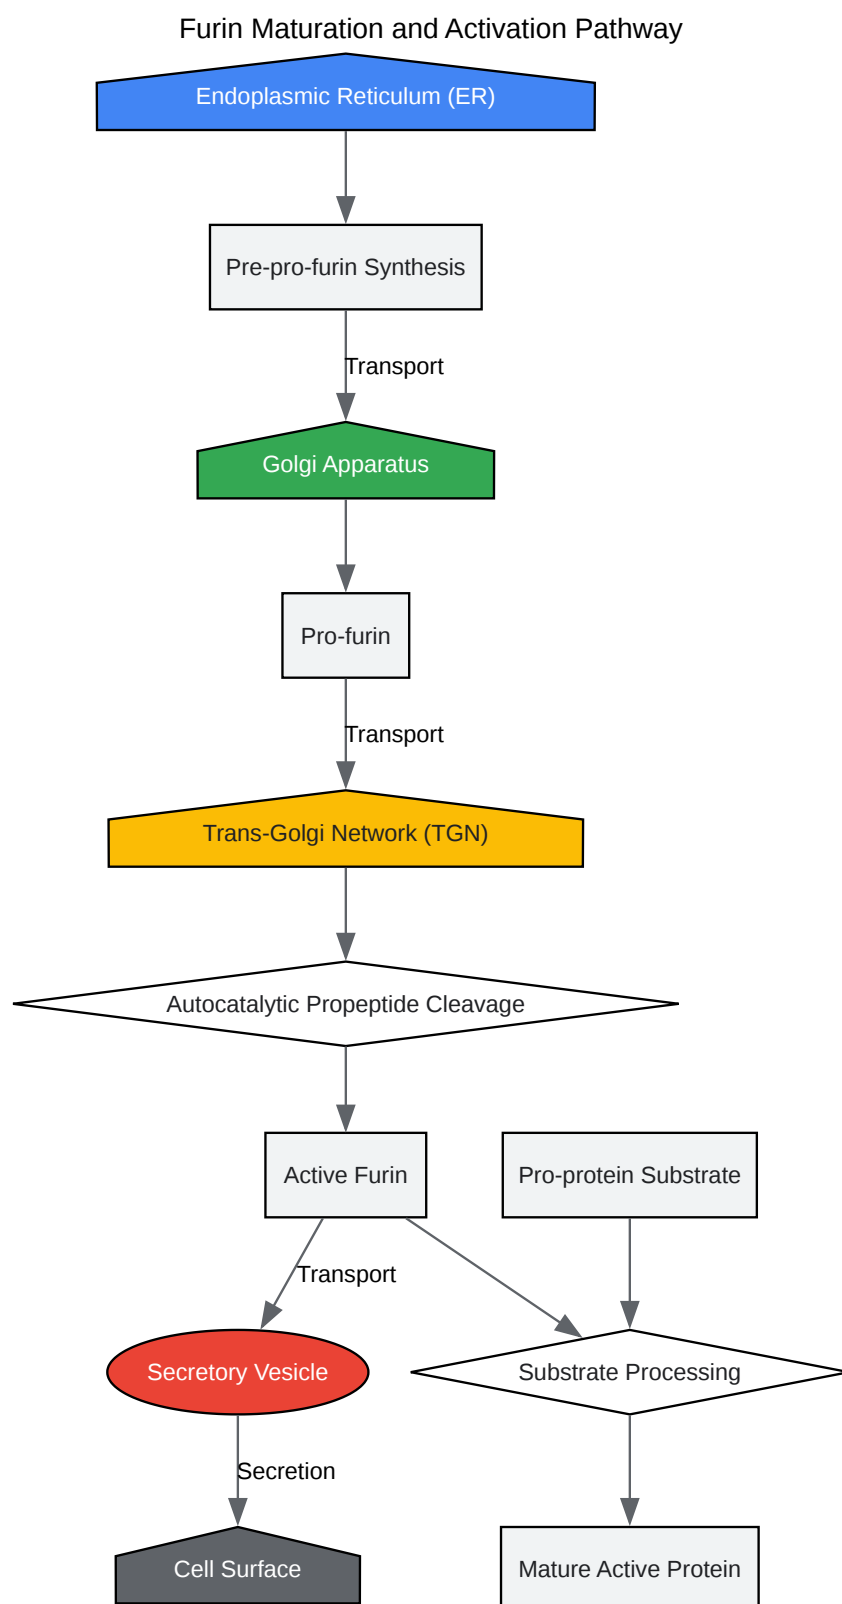 Furin Maturation and Activation Pathway
Endoplasmic Reticulum (ER)
Pre-pro-furin Synthesis
Transport
Golgi Apparatus
Pro-furin
Transport
Trans-Golgi Network (TGN)
Autocatalytic Propeptide Cleavage
Active Furin
Pro-protein Substrate
Transport
Secretory Vesicle
Substrate Processing
Secretion
Cell Surface
Mature Active Protein